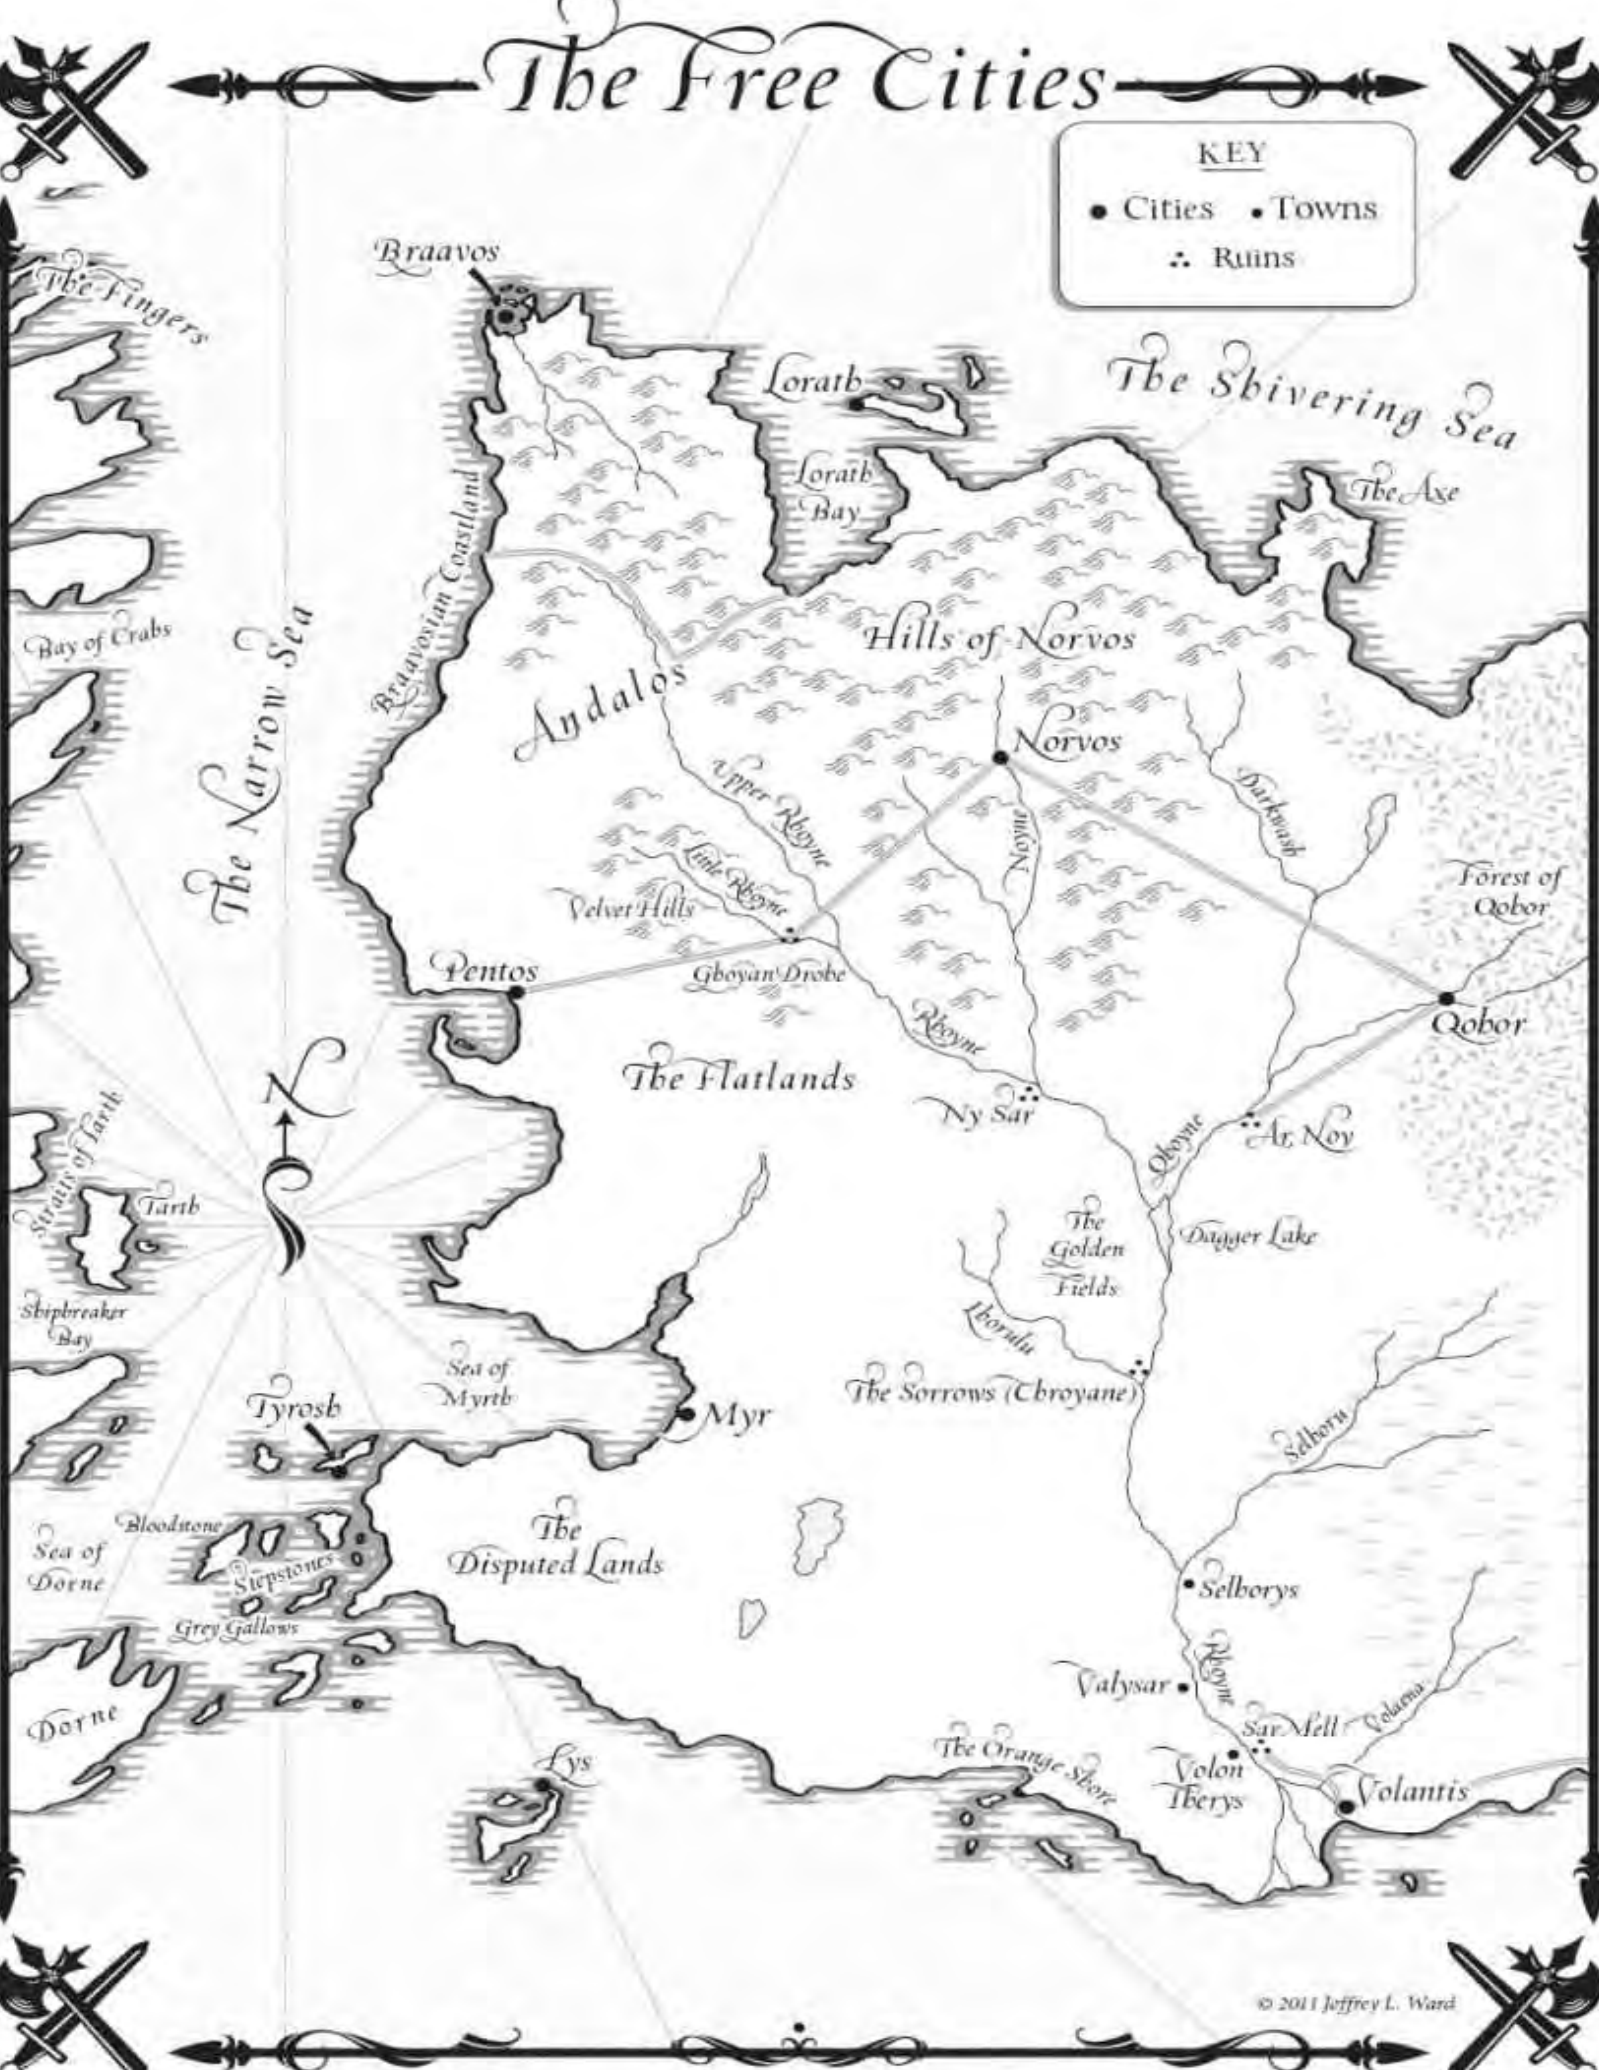 The Free Cities
KEY
Cities
Towns
Ruins
Braavos
The Fingers
Lorath
The Shivering Sea
Lorath
Bay
The Axe
Braavosian Coastland
Bay of Crabs
The Narrow Sea
Hills of Norvos
Andalos
Norvos
Upper Rhoyne
Darkwash
Noyne
Little Rhoyne
Forest of
Qohor
Velvet Hills
Pentos
Ghoyan Drohe
Qohor
Rhoyne
N
The Flatlands
Ny Sar
Ar Noy
Qhoyne
Straits of Tarth
Tarth
The
Golden
Fields
Dagger Lake
Shipbreaker
Bay
Lhorulu
Sea of
Myrth
The Sorrows (Chroyane)
Tyrosh
Myr
Selhoru
Bloodstone
Sea of
Dorne
Stepstones
The
Disputed Lands
Grey Gallows
Selhorys
Rhoyne
Valysar
Dorne
Volaena
Sar Mell
The Orange Shore
Lys
Volon
Therys
Volantis
© 2011 Jeffrey L. Ward